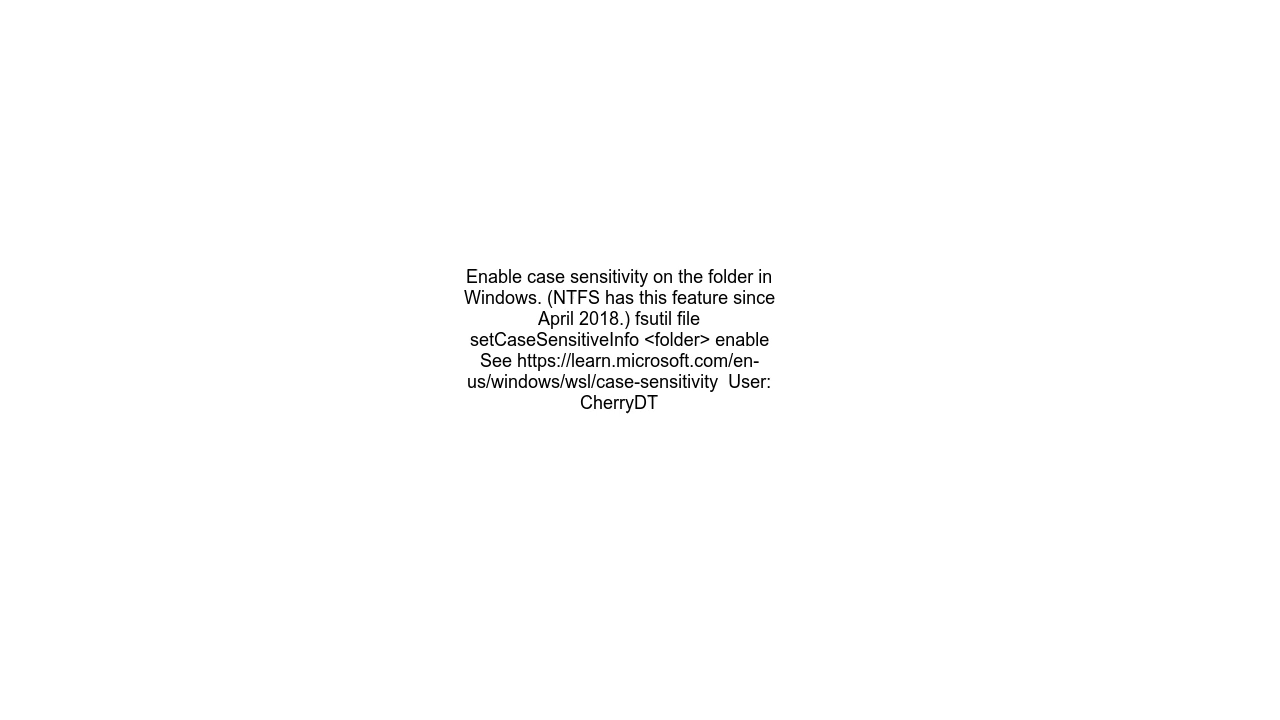 Enable case sensitivity on the folder in
Windows. (NTFS has this feature since
April 2018.) fsutil file
setCaseSensitiveInfo <folder> enable
See https://learn.microsoft.com/en-
us/windows/wsl/case-sensitivity  User:
CherryDT